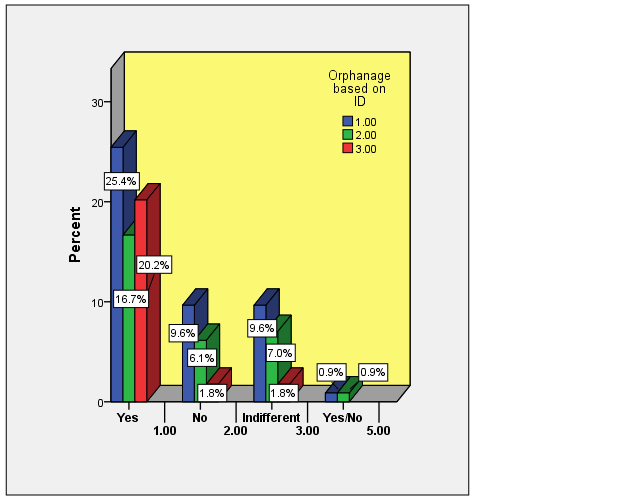 Orphanage
based on
ID
1.00
2.00
3.00
Percent
30
20
10
0
25.4%
16.7%
20.2%
9.6%
6.1%
1.8%
9.6%
7.0%
1.8%
0.9%
0.9%
Yes
No
Indifferent
Yes/No
1.00
2.00
3.00
5.00